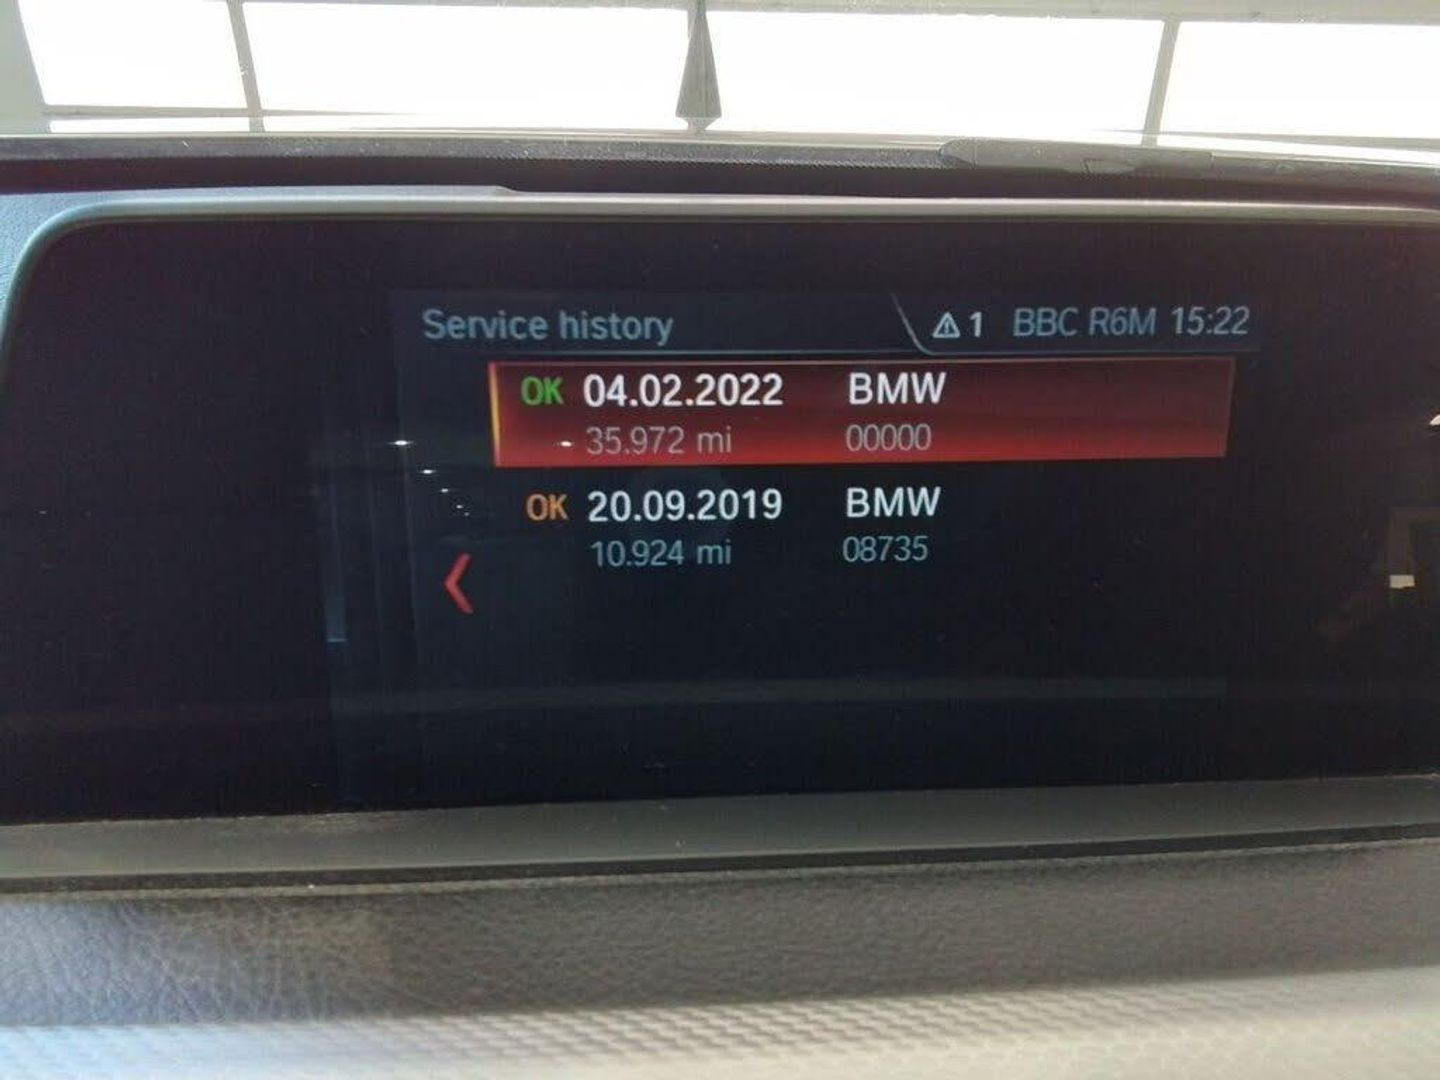 Service history 1 BBC R6M 15:22
OK 04.02.2022 BMW
35.972 mi 00000
OK 20.09.2019 BMW
10.924 mi 08735